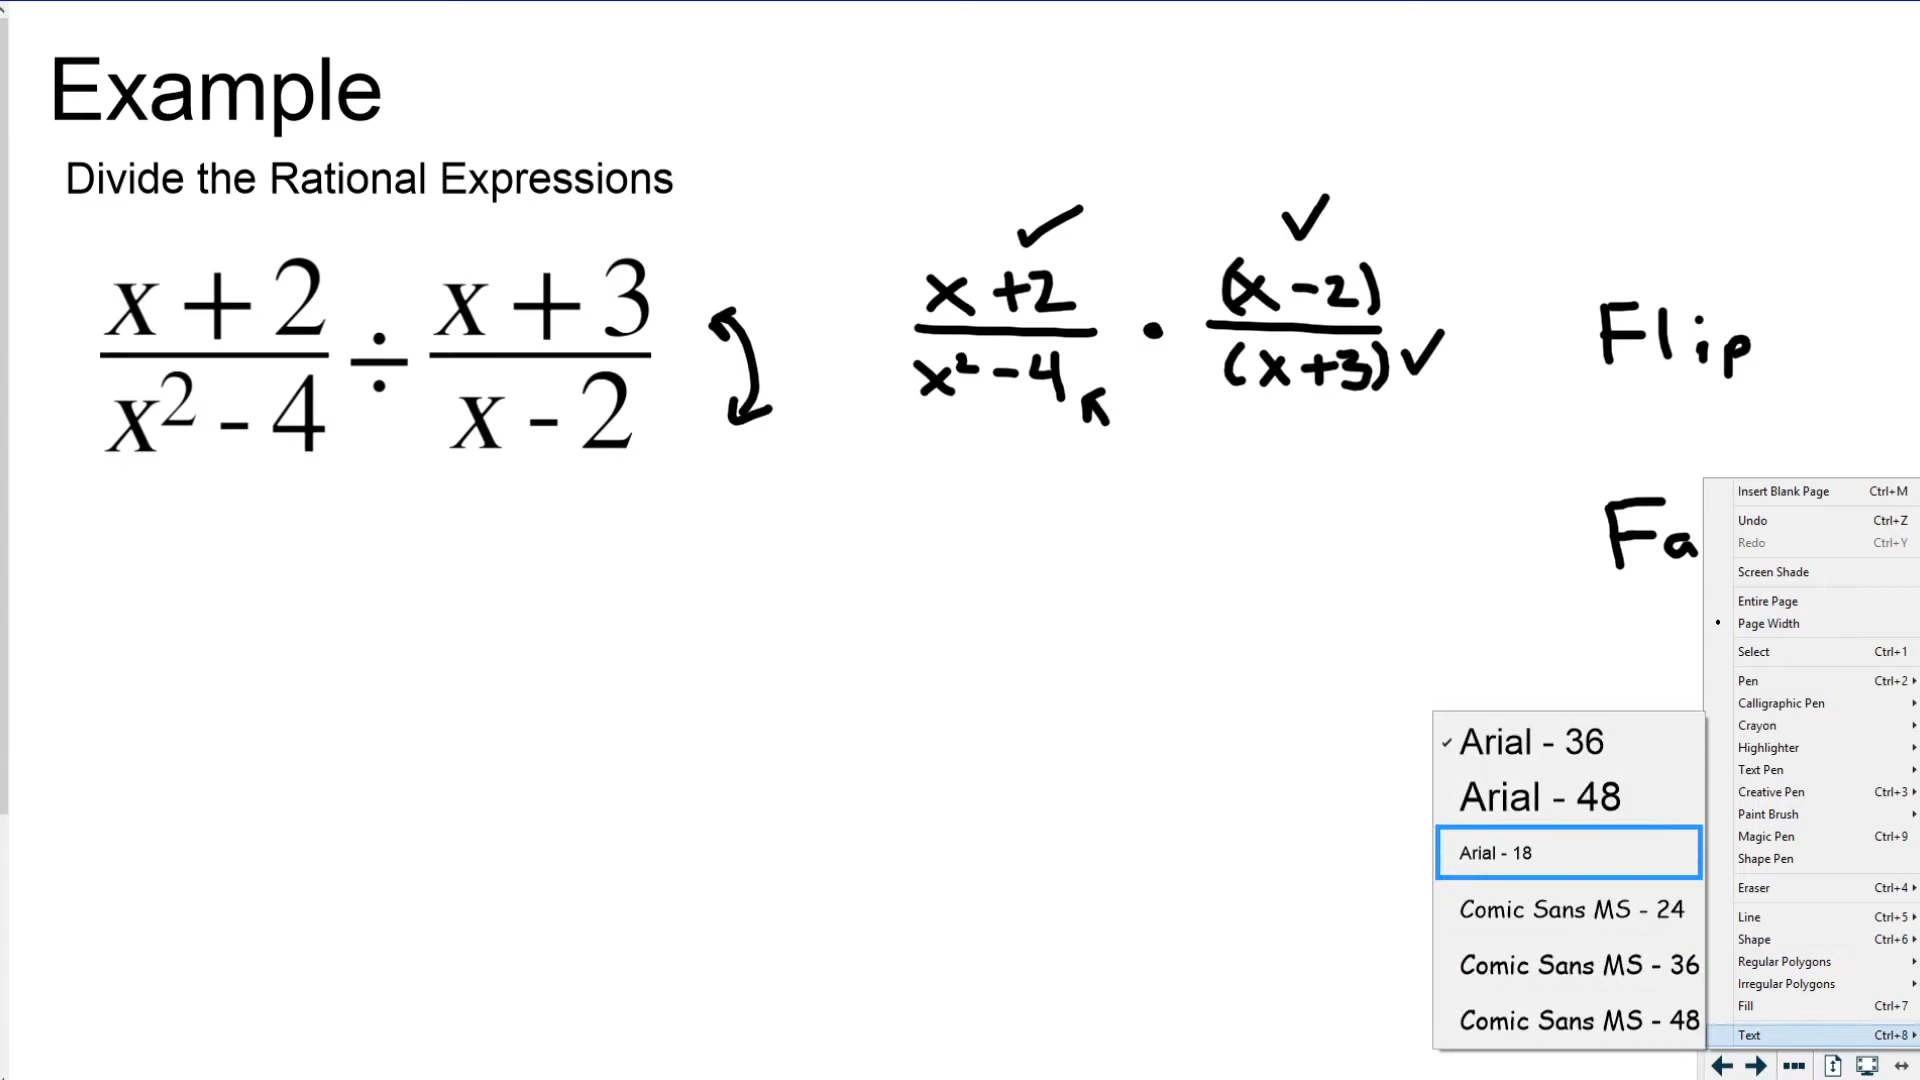 Example
Divide the Rational Expressions
x + 2 / x² - 4 ÷ x + 3 / x - 2
x + 2 / x² - 4 • (x - 2) / (x + 3)
Flip
Fa
Insert Blank Page Ctrl+M
Undo Ctrl+Z
Redo Ctrl+Y
Screen Shade
Entire Page
Page Width
Select Ctrl+1
Pen Ctrl+2
Calligraphic Pen
Crayon
Highlighter
Text Pen
Creative Pen Ctrl+3
Paint Brush
Magic Pen Ctrl+9
Shape Pen
Eraser Ctrl+4
Line Ctrl+5
Shape Ctrl+6
Regular Polygons
Irregular Polygons
Fill Ctrl+7
Text Ctrl+8
Arial - 36
Arial - 48
Arial - 18
Comic Sans MS - 24
Comic Sans MS - 36
Comic Sans MS - 48